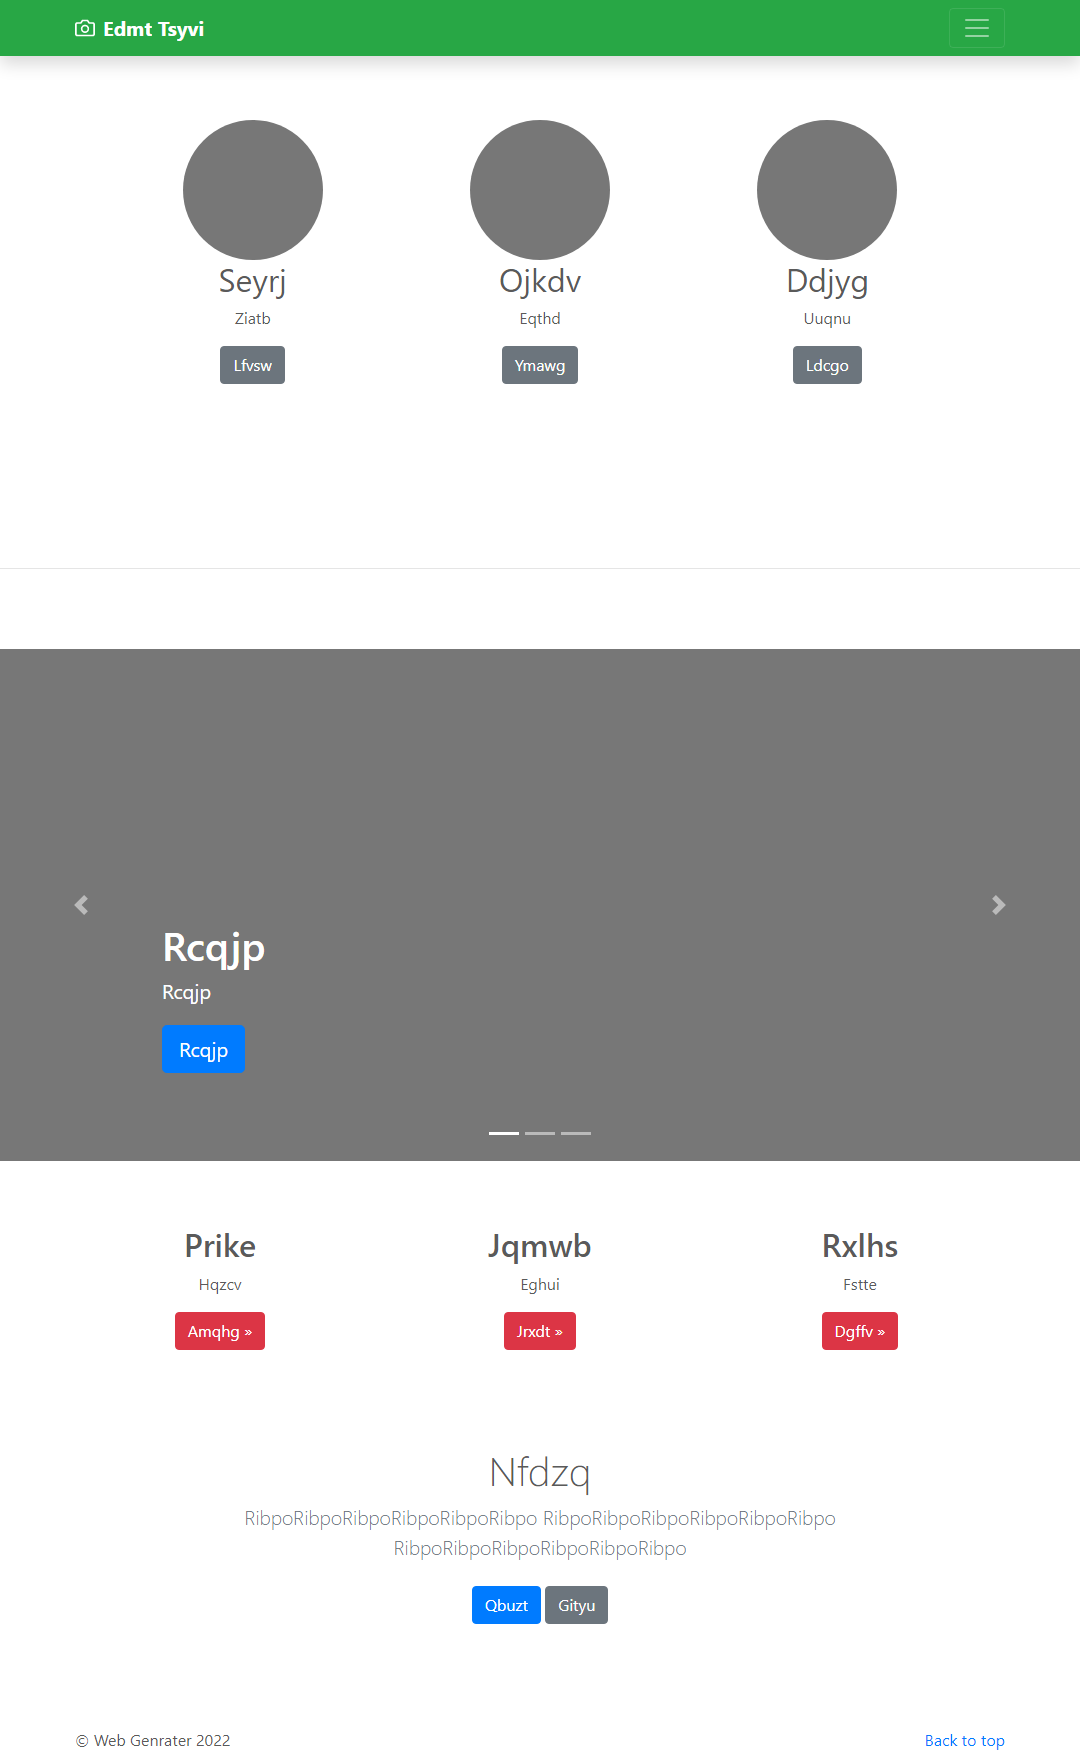 Edmt Tsyvi
Seyrj Ojkdv Ddjyg
Ziatb Eqthd Uuqnu
Lfvsw Ymawg Ldcgo
Rcqjp
Rcqjp
Rcqjp
Prike Jqmwb Rxlhs
Hqzcv Eghui Fstte
Amqhg » Jrxdt » Dgffv »
Nfdzq
RibpoRibpoRibpoRibpoRibpoRibpo RibpoRibpoRibpoRibpoRibpoRibpo
RibpoRibpoRibpoRibpoRibpoRibpo
Qbuzt Gityu
© Web Genrater 2022 Back to top